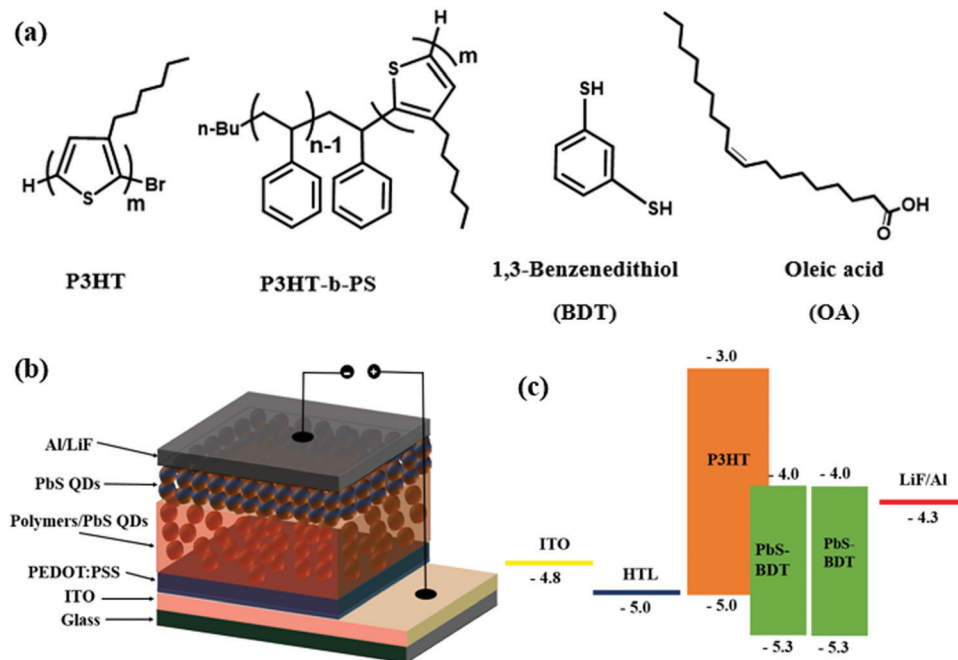 (a)
H
S
m
Br
n-Bu
n-1
S
H
m
SH
SH
OH
O
P3HT
P3HT-b-PS
1,3-Benzenedithiol
(BDT)
Oleic acid
(OA)
(b)
- +
Al/LiF
PbS QDs
Polymers/PbS QDs
PEDOT:PSS
ITO
Glass
(c)
- 3.0
P3HT
- 4.0
- 4.0
LiF/Al
- 4.3
PbS-
BDT
PbS-
BDT
ITO
- 4.8
HTL
- 5.0
- 5.0
- 5.3
- 5.3